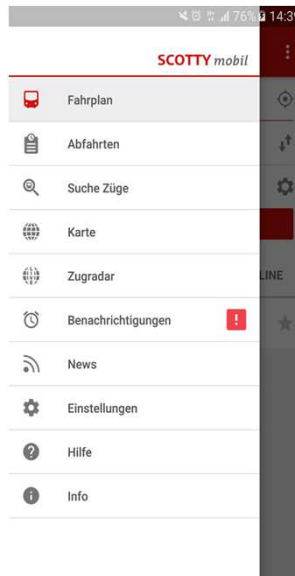 76% 14:3
SCOTTY mobil
Fahrplan
Abfahrten
Suche Züge
Karte
Zugradar
LINE
Benachrichtigungen !
News
Einstellungen
Hilfe
Info